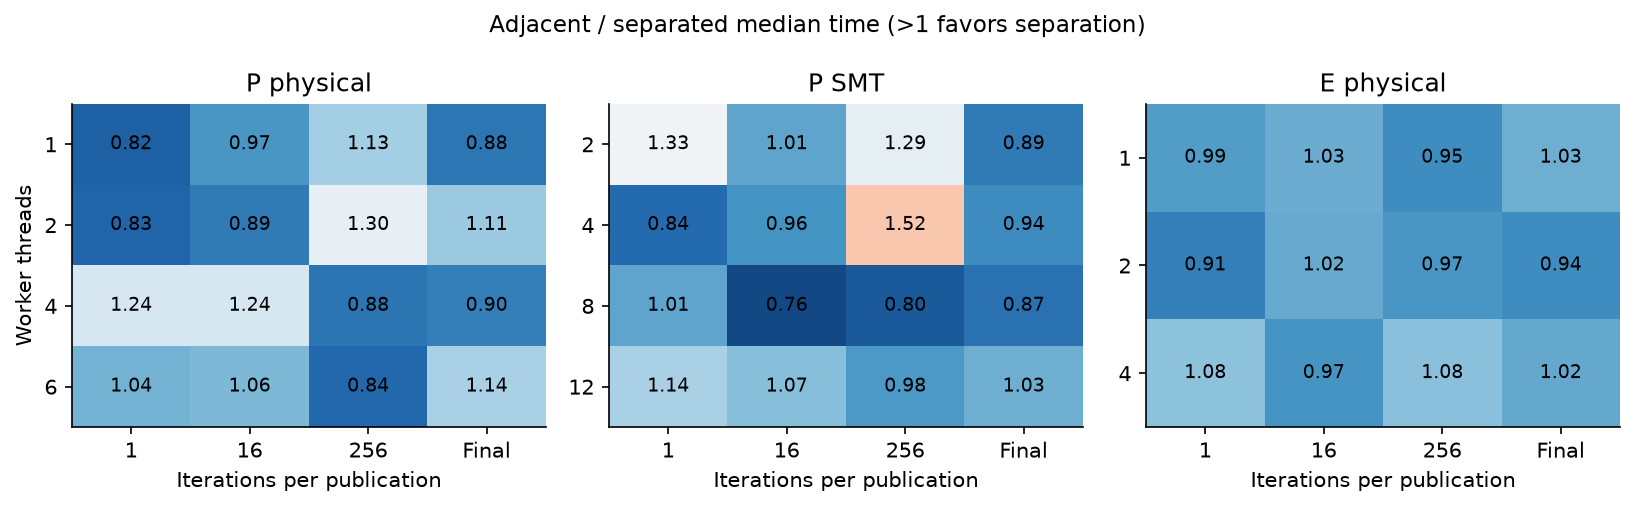 Adjacent / separated median time (>1 favors separation)
P physical
Worker threads
1 0.82 0.97 1.13 0.88
2 0.83 0.89 1.30 1.11
4 1.24 1.24 0.88 0.90
6 1.04 1.06 0.84 1.14
1 16 256 Final
Iterations per publication
P SMT
2 1.33 1.01 1.29 0.89
4 0.84 0.96 1.52 0.94
8 1.01 0.76 0.80 0.87
12 1.14 1.07 0.98 1.03
1 16 256 Final
Iterations per publication
E physical
1 0.99 1.03 0.95 1.03
2 0.91 1.02 0.97 0.94
4 1.08 0.97 1.08 1.02
1 16 256 Final
Iterations per publication